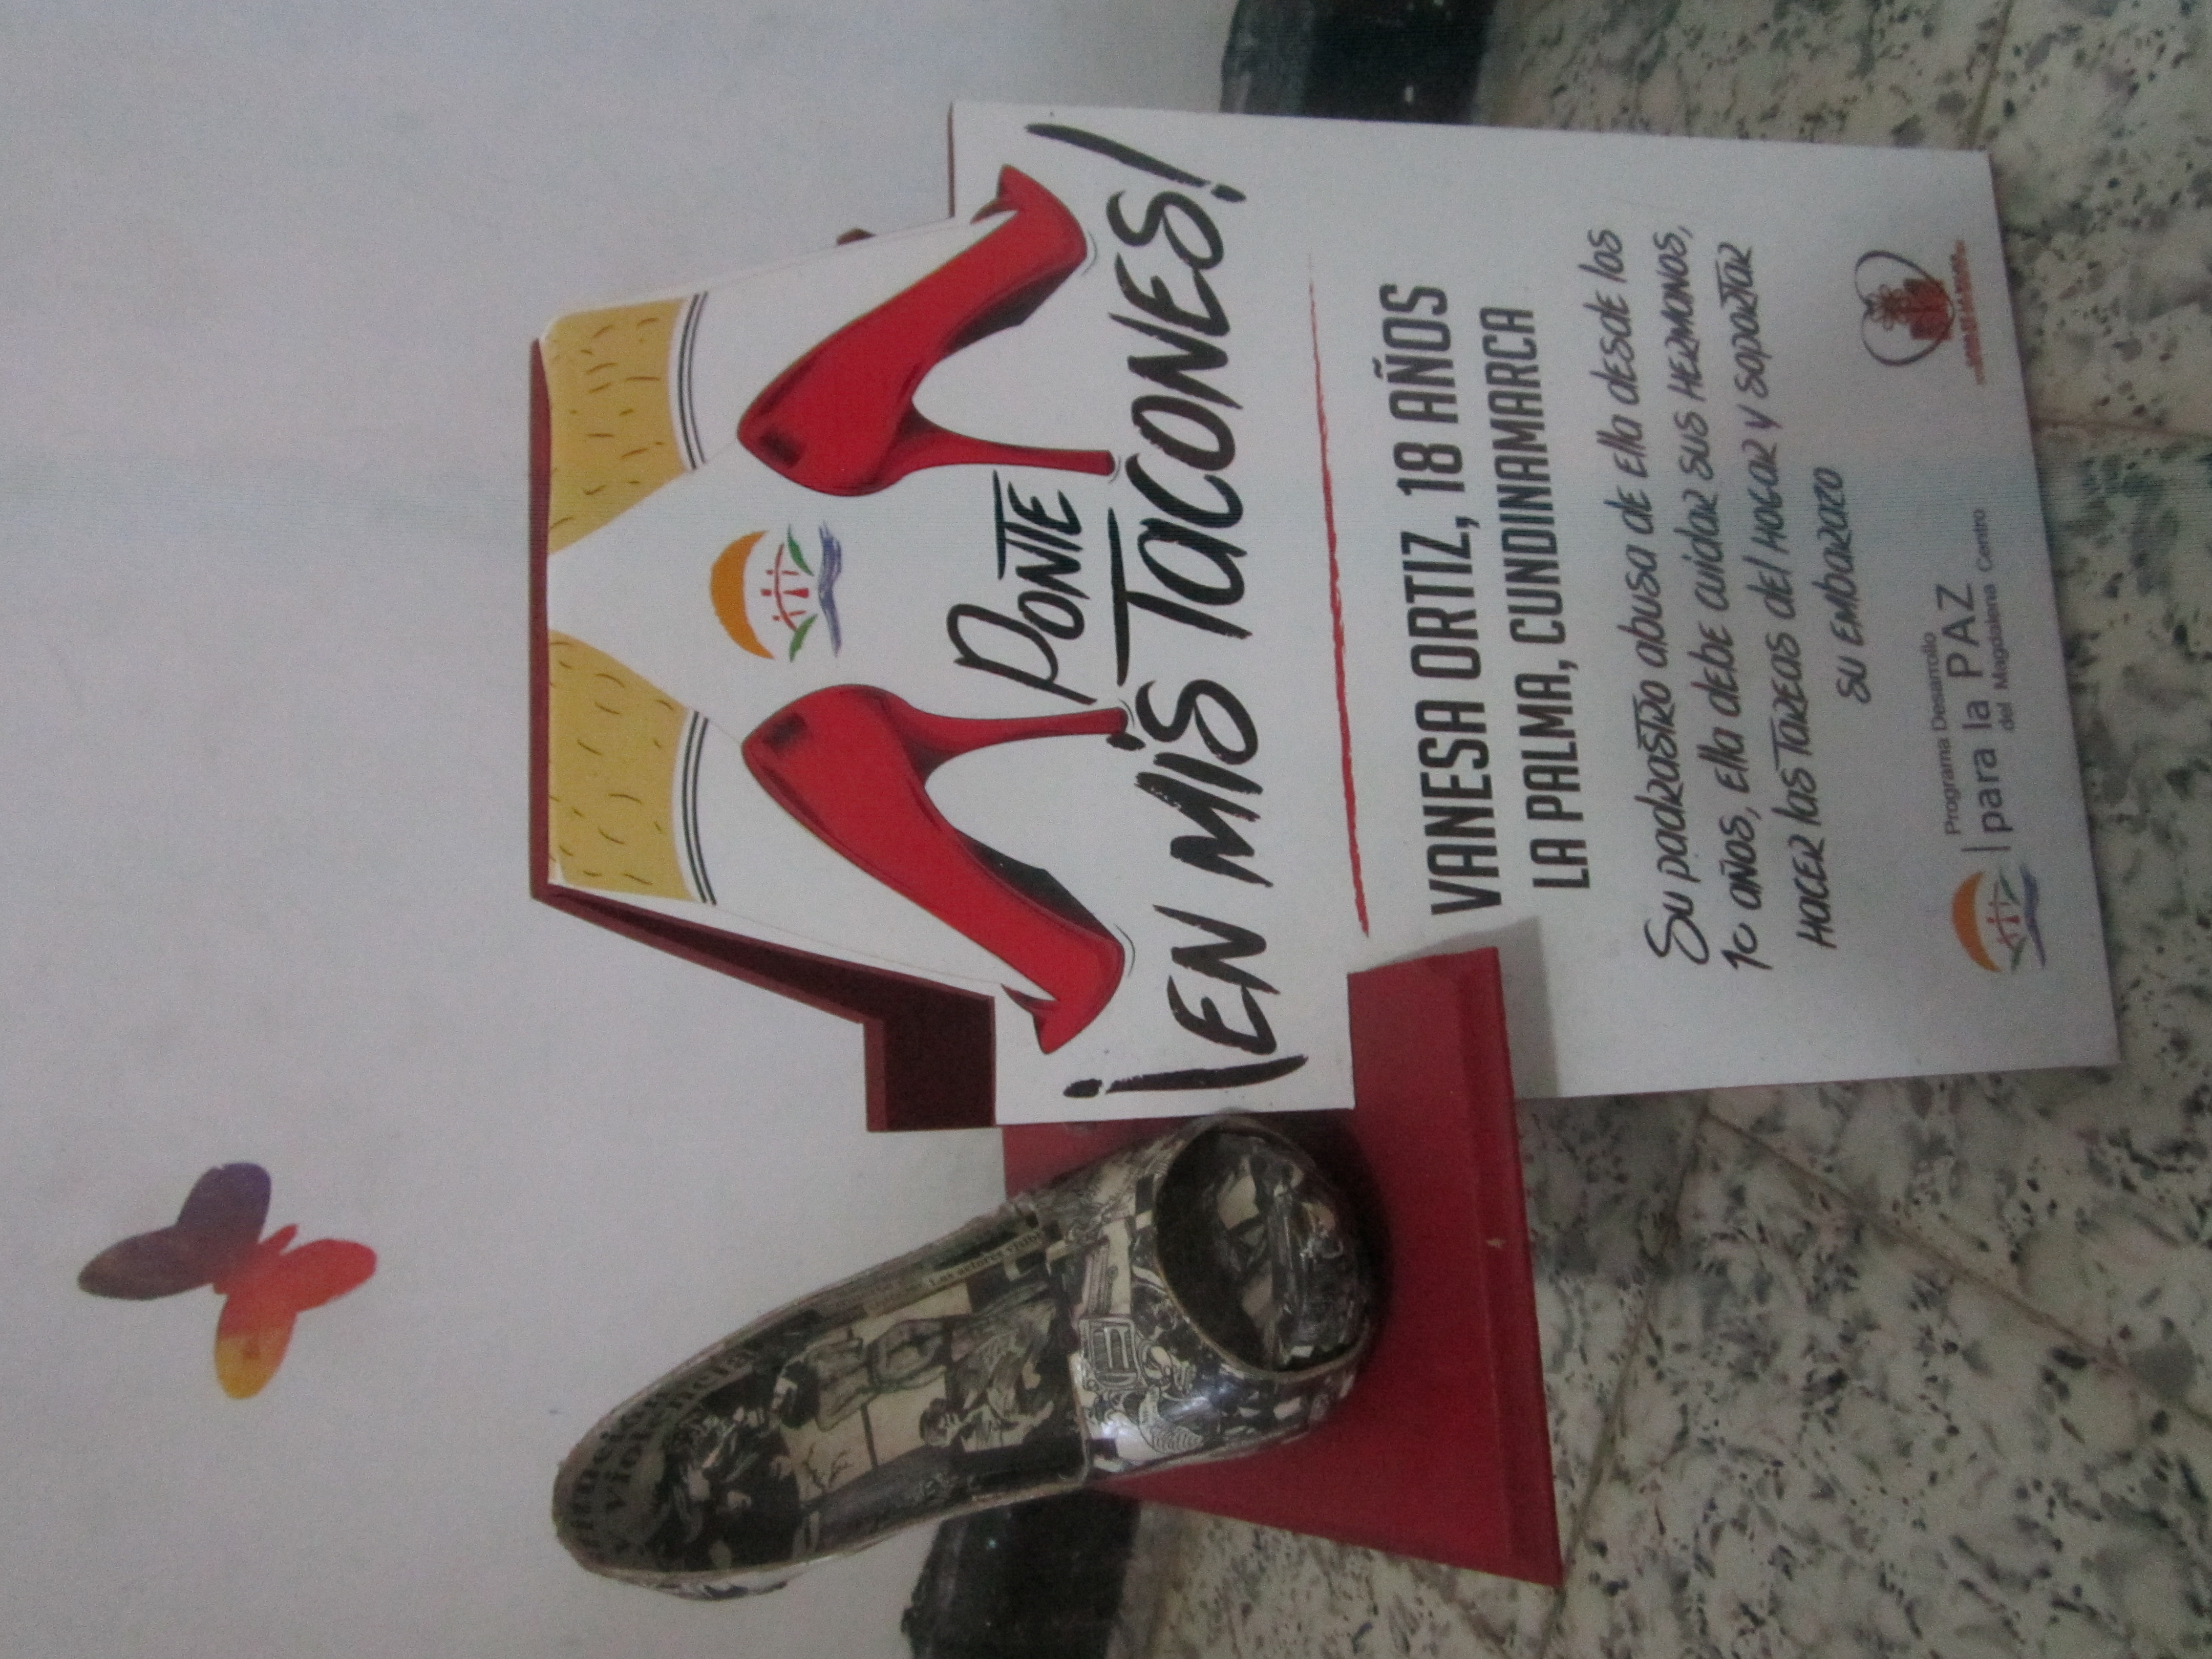 y violencia
PONTE
¡EN MIS TACONES!
VANESA ORTIZ, 18 AÑOS
LA PALMA, CUNDINAMARCA
Su padrastro abusa de ella desde los
10 años, ella debe cuidar sus hermanos,
hacer las tareas del hogar y soportar
su embarazo
Programa Desarrollo
para la PAZ
del Magdalena Centro